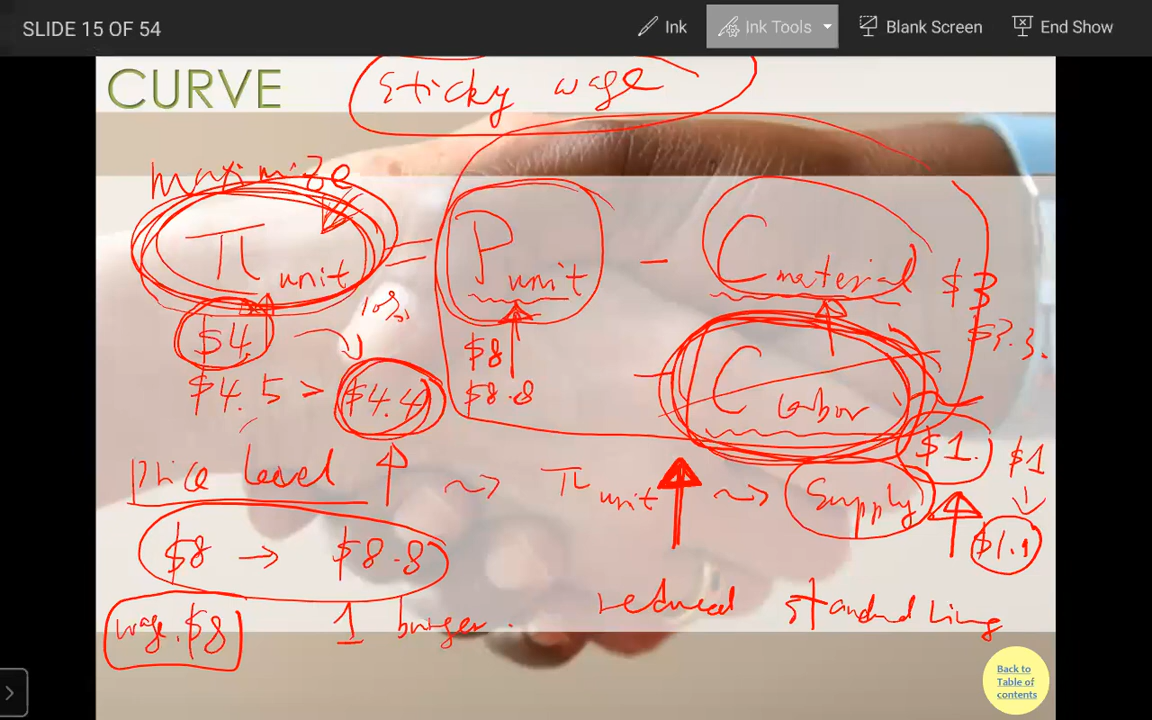 SLIDE 15 OF 54
Ink
Ink Tools
Blank Screen
End Show
CURVE
Sticky wage
Maximize
π unit = P unit - C material
$3
10%
$4
$8
$3.3.
$4.5 > $4.4
$8.8
- C labor
$1.
$1
Price level ↑ → π unit ↑ → Supply ↑
$1.1
$8 → $8.8
wage. $8
1 burger.
reduced standard living
Back to
Table of
contents